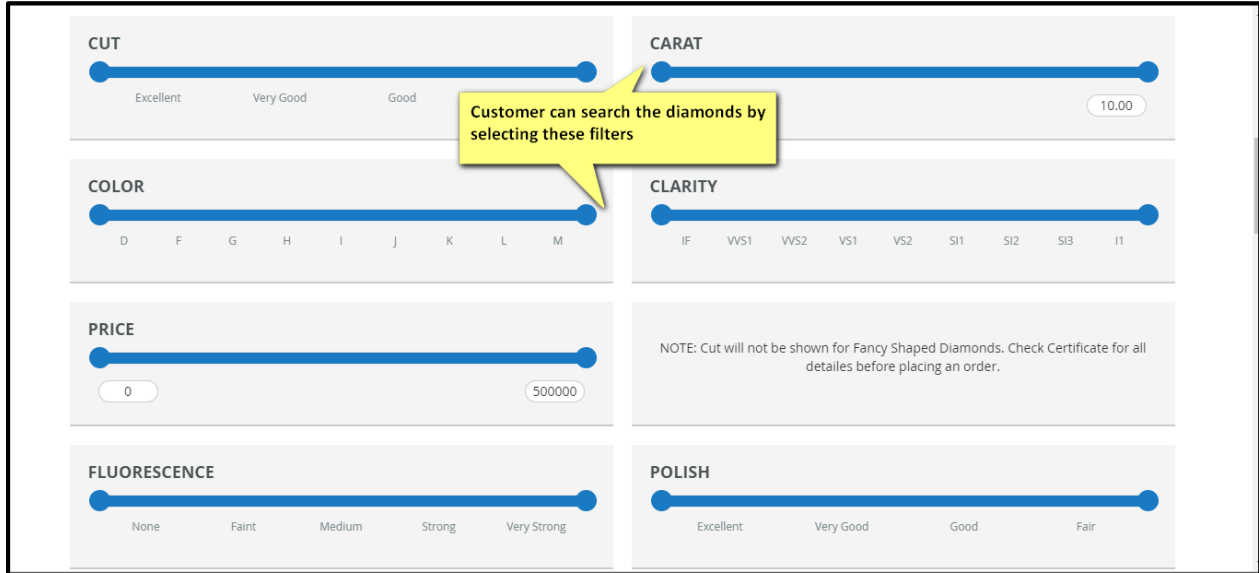 CUT
Excellent Very Good Good
CARAT
10.00
Customer can search the diamonds by
selecting these filters
COLOR
D F G H I J K L M
CLARITY
IF VVS1 VVS2 VS1 VS2 SI1 SI2 SI3 I1
PRICE
0 500000
NOTE: Cut will not be shown for Fancy Shaped Diamonds. Check Certificate for all
detailes before placing an order.
FLUORESCENCE
None Faint Medium Strong Very Strong
POLISH
Excellent Very Good Good Fair